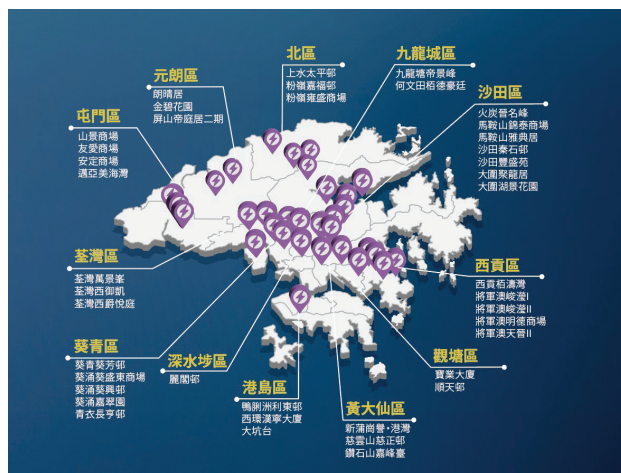 北區
上水太平邨
粉嶺嘉福邨
粉嶺雍盛商場
九龍城區
九龍塘帝景峰
何文田栢德豪廷
元朗區
朗晴居
金碧花園
屏山帝庭居二期
沙田區
火炭晉名峰
馬鞍山錦泰商場
馬鞍山雅典居
沙田秦石邨
沙田豐盛苑
大圍聚龍居
大圍湖景花園
屯門區
山景商場
友愛商場
安定商場
邁亞美海灣
荃灣區
荃灣萬景峯
荃灣西御凱
荃灣西爵悅庭
西貢區
西貢栢濤灣
將軍澳峻瀅I
將軍澳峻瀅II
將軍澳明德商場
將軍澳天晉II
葵青區
葵青葵芳邨
葵涌葵盛東商場
葵涌葵興邨
葵涌嘉翠園
青衣長亨邨
深水埗區
麗閣邨
港島區
鴨脷洲利東邨
西環漢寧大廈
大坑台
黃大仙區
新蒲崗譽·港灣
慈雲山慈正邨
鑽石山嘉峰臺
觀塘區
寶業大廈
順天邨